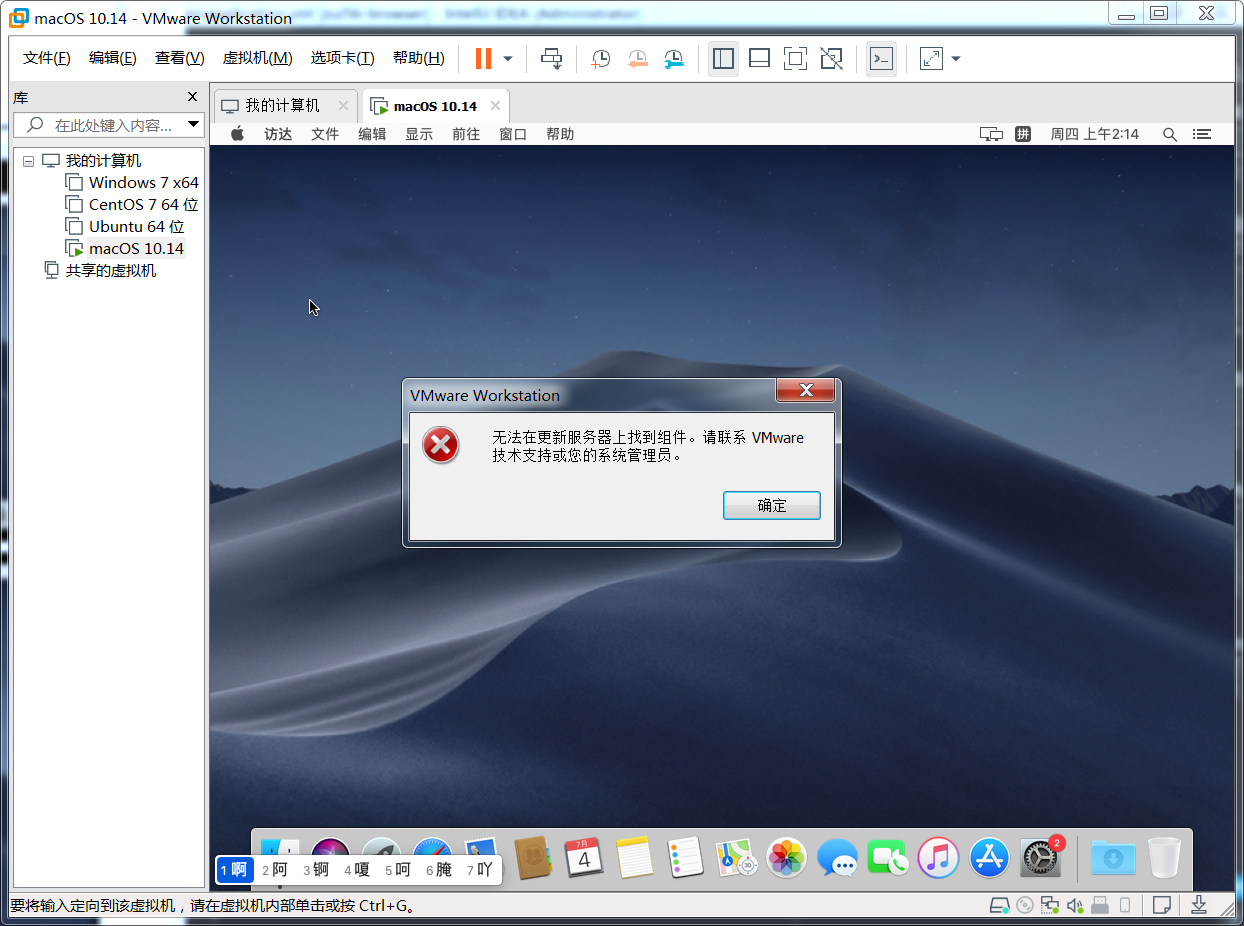 macOS 10.14 - VMware Workstation
文件(F) 编辑(E) 查看(V) 虚拟机(M) 选项卡(T) 帮助(H)
库
在此处键入内容...
我的计算机
Windows 7 x64
CentOS 7 64 位
Ubuntu 64 位
macOS 10.14
共享的虚拟机
我的计算机 macOS 10.14
访达 文件 编辑 显示 前往 窗口 帮助 拼 周四 上午2:14
VMware Workstation
无法在更新服务器上找到组件。请联系 VMware
技术支持或您的系统管理员。
确定
7月
4
30
2
1 啊 2 阿 3 锕 4 嘎 5 呵 6 腌 7 吖
要将输入定向到该虚拟机，请在虚拟机内部单击或按 Ctrl+G。